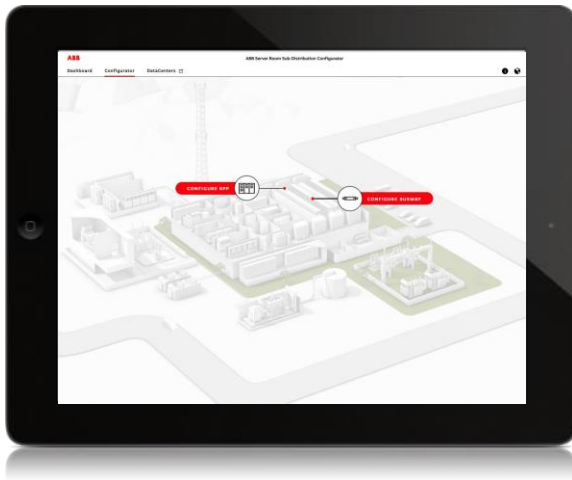 ABB
ABB Server Room Sub Distribution Configurator
Dashboard Configurator DataCenters
CONFIGURE RPP
CONFIGURE BUSWAY